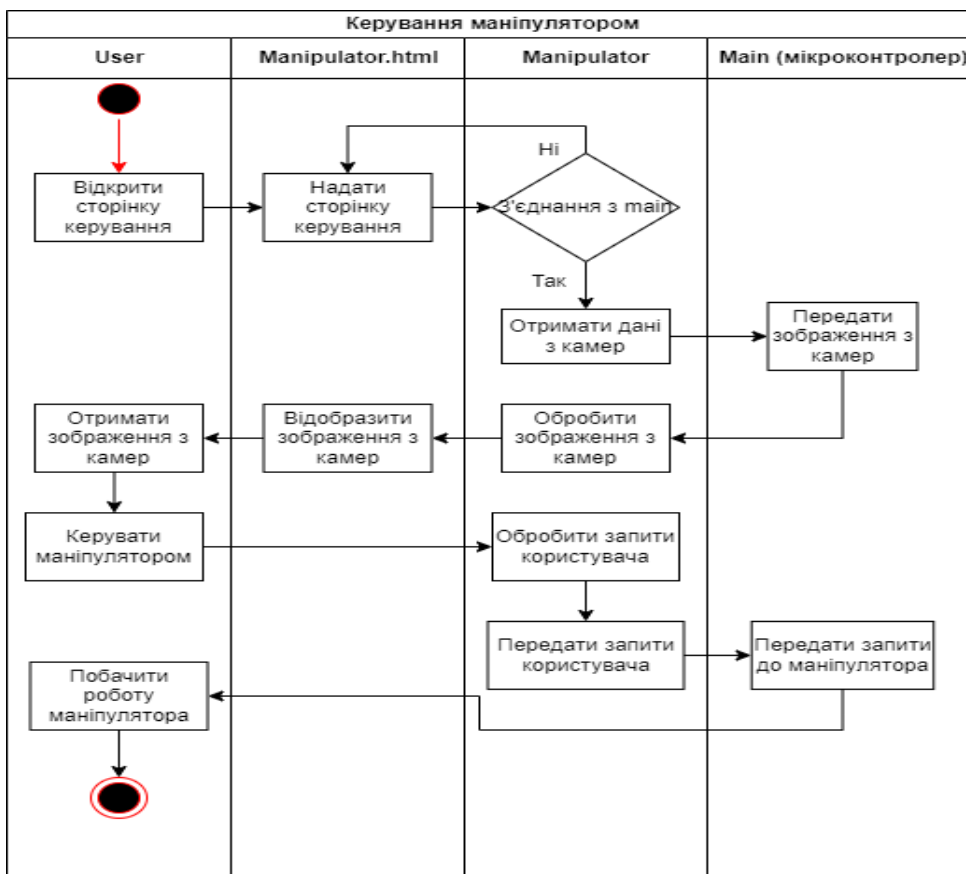 Керування маніпулятором
User
Manipulator.html
Manipulator
Main (мікроконтролер)
Відкрити
сторінку
керування
Надати
сторінку
керування
Ні
З'єднання з main
Так
Отримати дані
з камер
Передати
зображення з
камер
Отримати
зображення з
камер
Відобразити
зображення з
камер
Обробити
зображення з
камер
Керувати
маніпулятором
Обробити запити
користувача
Передати запити
користувача
Передати запити
до маніпулятора
Побачити
роботу
маніпулятора